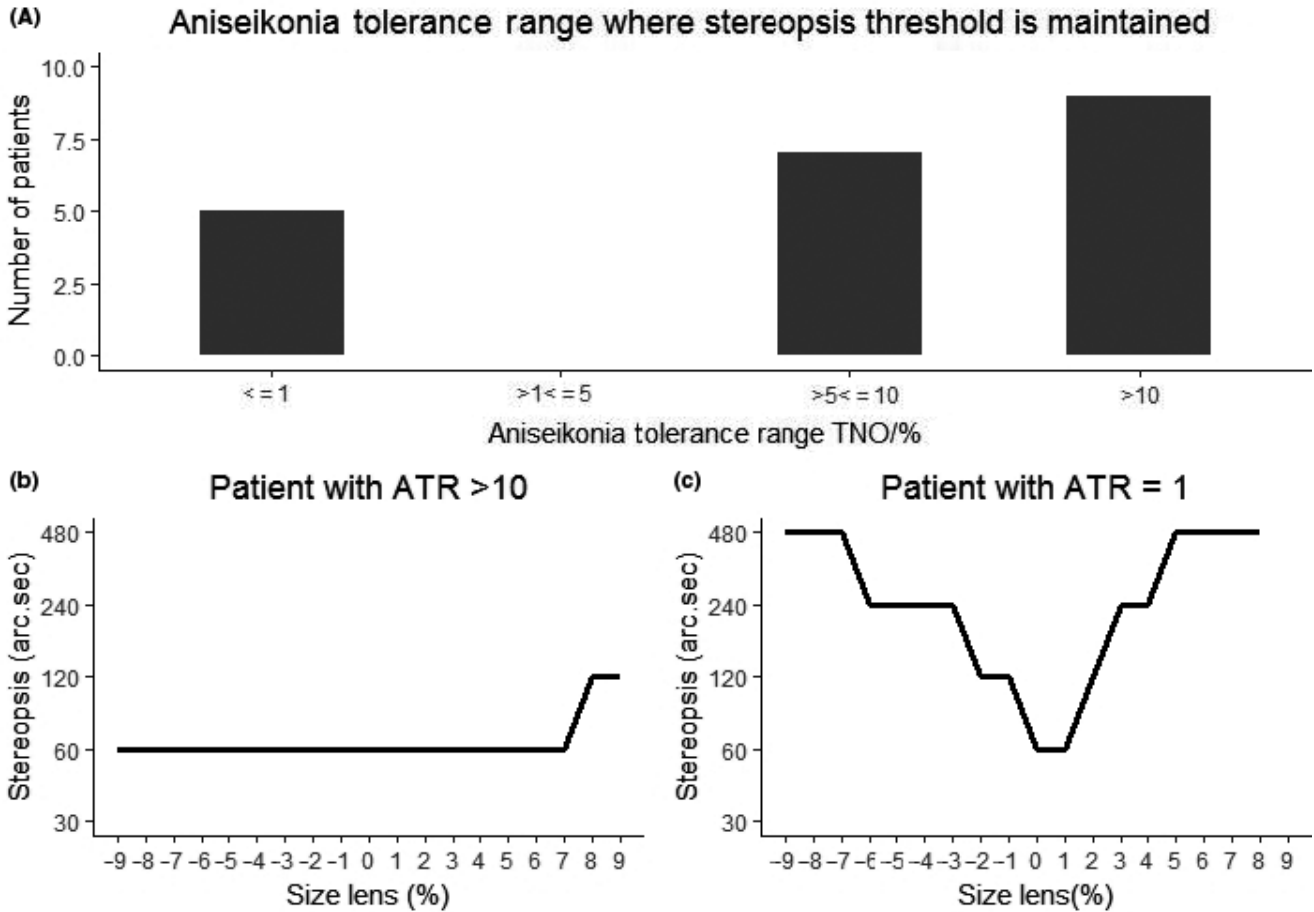 (A) Aniseikonia tolerance range where stereopsis threshold is maintained
Number of patients
10.0
7.5
5.0
2.5
0.0
<=1 >1<=5 >5<=10 >10
Aniseikonia tolerance range TNO/%
(b) Patient with ATR >10
Stereopsis (arc.sec)
480
240
120
60
30
-9 -8 -7 -6 -5 -4 -3 -2 -1 0 1 2 3 4 5 6 7 8 9
Size lens (%)
(c) Patient with ATR = 1
Stereopsis (arc.sec)
480
240
120
60
30
-9 -8 -7 -6 -5 -4 -3 -2 -1 0 1 2 3 4 5 6 7 8 9
Size lens(%)